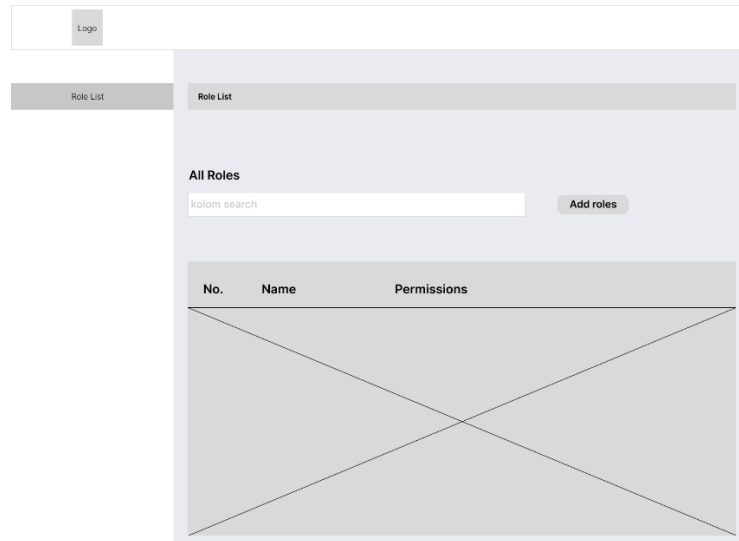 Logo
Role List
Role List
All Roles
kolom search
Add roles
No. Name Permissions